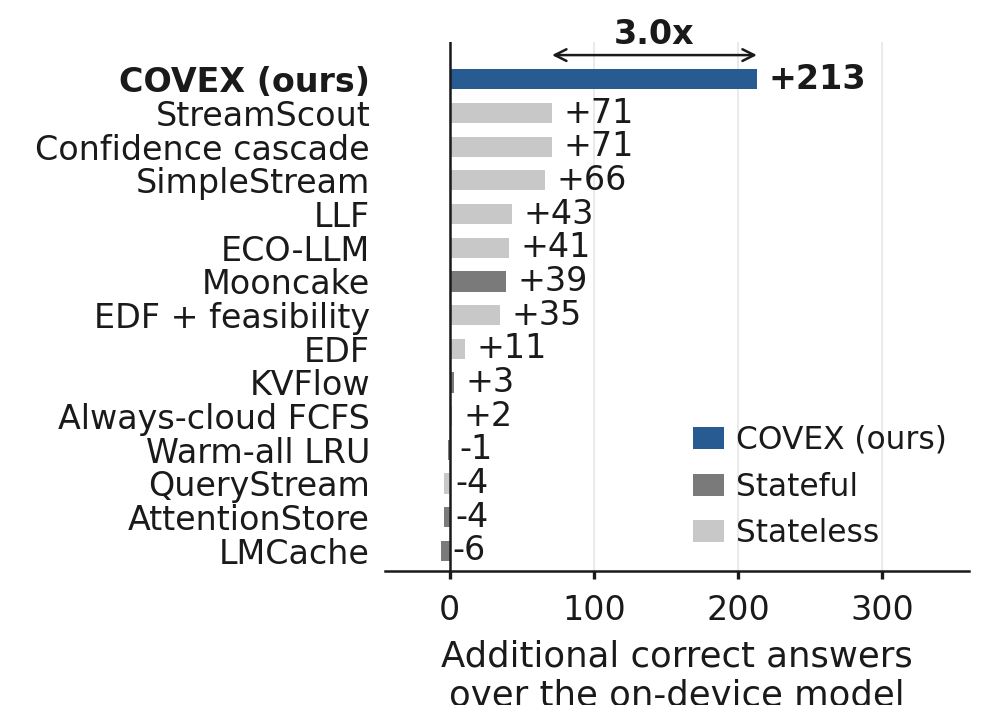 3.0x
COVEX (ours) +213
StreamScout +71
Confidence cascade +71
SimpleStream +66
LLF +43
ECO-LLM +41
Mooncake +39
EDF + feasibility +35
EDF +11
KVFlow +3
Always-cloud FCFS +2
Warm-all LRU -1
QueryStream -4
AttentionStore -4
LMCache -6
COVEX (ours)
Stateful
Stateless
0 100 200 300
Additional correct answers
over the on-device model